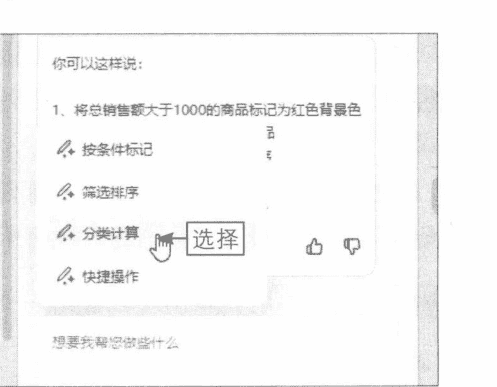 你可以这样说：
1、将总销售额大于1000的商品标记为红色背景色
品
按条件标记
筛选排序
分类计算
选择
快捷操作
想要我帮您做些什么